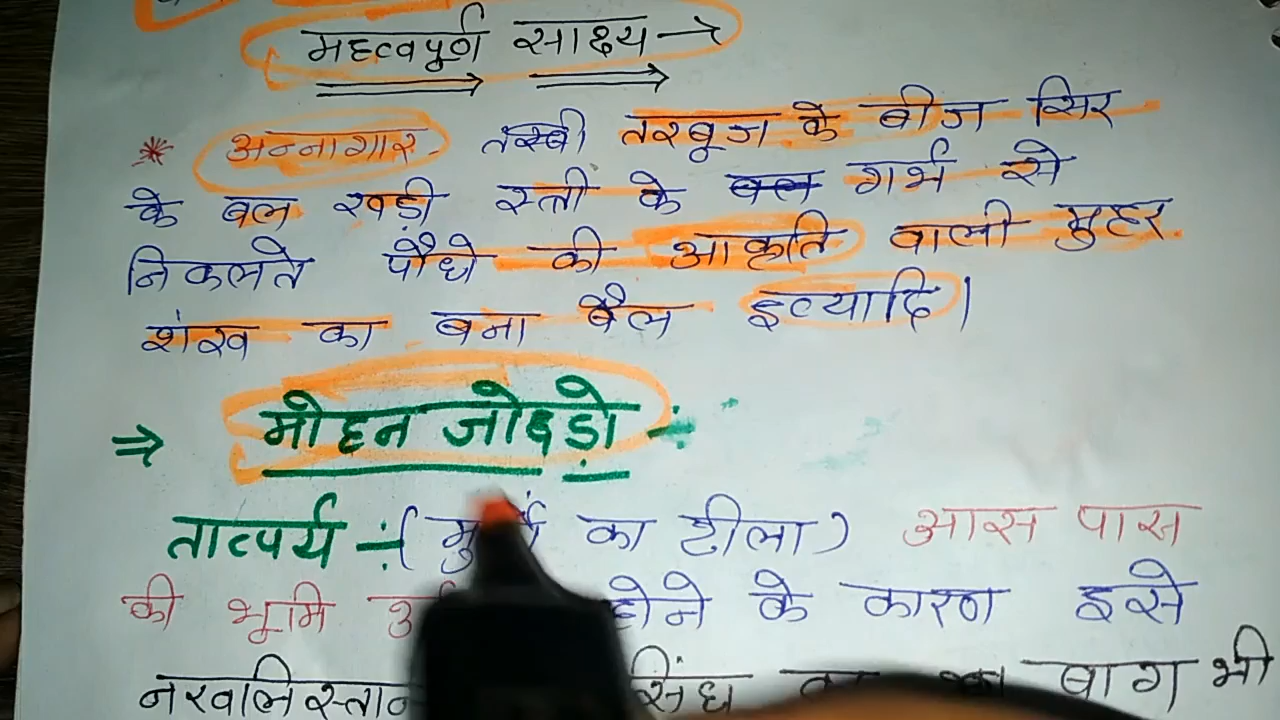 महत्वपूर्ण साक्ष्य →
* अन्नागार तख्बी तरबूज के बीज सिर
के बल खड़ी स्त्री के गर्भ से
निकलते पौधे की आकृति वाली मुहर
शंख का बना बैल इत्यादि।
⇒ मोहन जोदड़ो :-
तात्पर्य :- ( का टीला) आस पास
की भूमि होने के कारण इसे
नखलिस्तान सिंध बाग भी